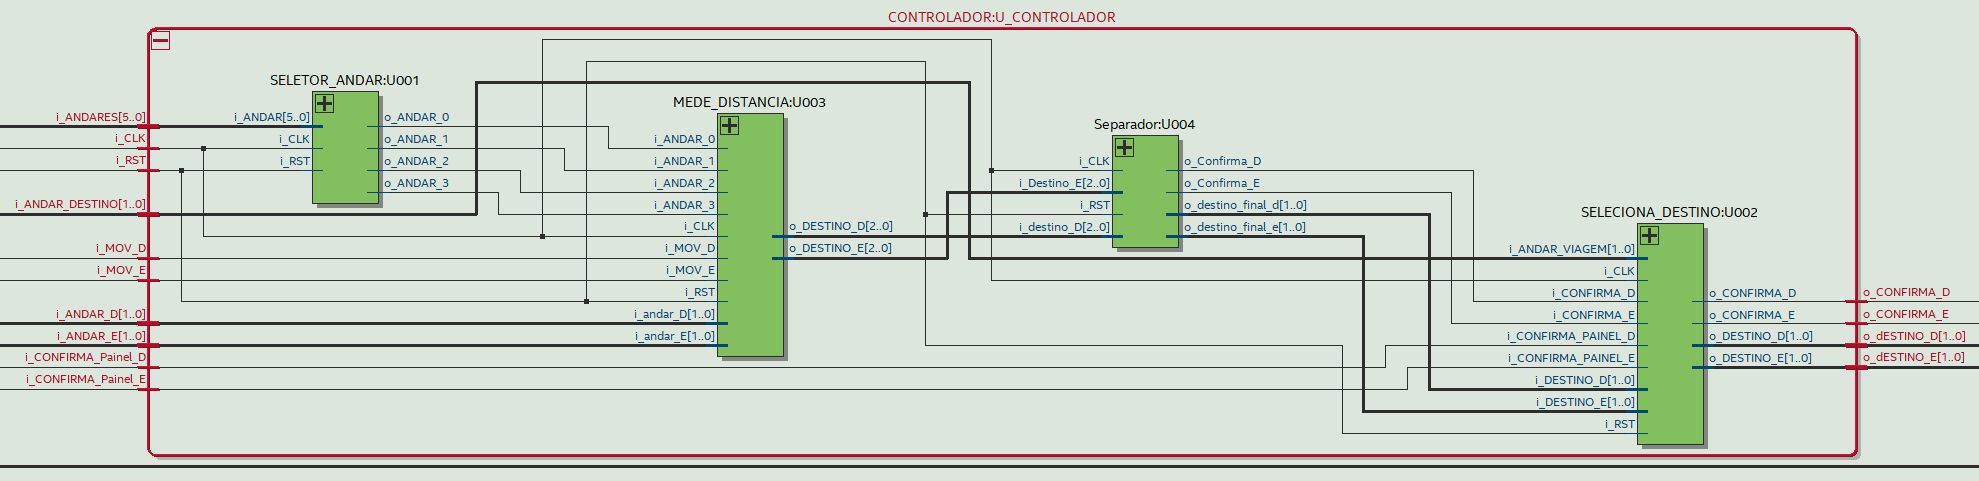 CONTROLADOR:U_CONTROLADOR
i_ANDARES[5..0]
i_CLK
i_RST
i_ANDAR_DESTINO[1..0]
i_MOV_D
i_MOV_E
i_ANDAR_D[1..0]
i_ANDAR_E[1..0]
i_CONFIRMA_Painel_D
i_CONFIRMA_Painel_E
SELETOR_ANDAR:U001
i_ANDAR[5..0]
i_CLK
i_RST
o_ANDAR_0
o_ANDAR_1
o_ANDAR_2
o_ANDAR_3
MEDE_DISTANCIA:U003
i_ANDAR_0
i_ANDAR_1
i_ANDAR_2
i_ANDAR_3
i_CLK
i_MOV_D
i_MOV_E
i_RST
i_andar_D[1..0]
i_andar_E[1..0]
o_DESTINO_D[2..0]
o_DESTINO_E[2..0]
Separador:U004
i_CLK
i_Destino_E[2..0]
i_RST
i_destino_D[2..0]
o_Confirma_D
o_Confirma_E
o_destino_final_d[1..0]
o_destino_final_e[1..0]
SELECIONA_DESTINO:U002
i_ANDAR_VIAGEM[1..0]
i_CLK
i_CONFIRMA_D
i_CONFIRMA_E
i_CONFIRMA_PAINEL_D
i_CONFIRMA_PAINEL_E
i_DESTINO_D[1..0]
i_DESTINO_E[1..0]
i_RST
o_CONFIRMA_D
o_CONFIRMA_E
o_DESTINO_D[1..0]
o_DESTINO_E[1..0]
o_CONFIRMA_D
o_CONFIRMA_E
o_dESTINO_D[1..0]
o_dESTINO_E[1..0]